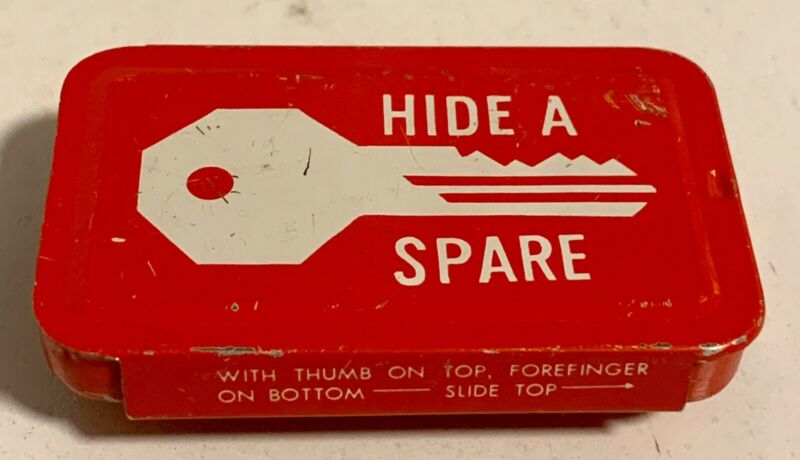 HIDE A
SPARE
WITH THUMB ON TOP, FOREFINGER
ON BOTTOM — SLIDE TOP →